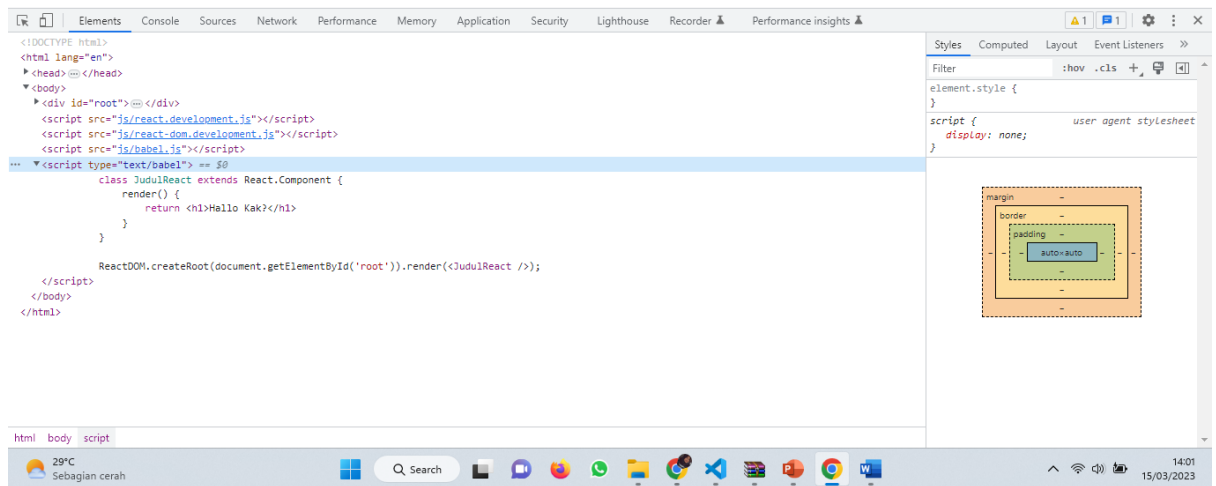 Elements Console Sources Network Performance Memory Application Security Lighthouse Recorder Performance insights 1 1
<!DOCTYPE html>
<html lang="en">
<head>…</head>
<body>
<div id="root">…</div>
<script src="js/react.development.js"></script>
<script src="js/react-dom.development.js"></script>
<script src="js/babel.js"></script>
… <script type="text/babel"> == $0
class JudulReact extends React.Component {
render() {
return <h1>Hallo Kak?</h1>
}
}
ReactDOM.createRoot(document.getElementById('root')).render(<JudulReact />);
</script>
</body>
</html>
html body script
Styles Computed Layout Event Listeners »
Filter :hov .cls +
element.style {
}
script { user agent stylesheet
display: none;
}
margin –
border –
padding –
– – – auto×auto – – –
–
–
–
29°C
Sebagian cerah
Search
14:01
15/03/2023